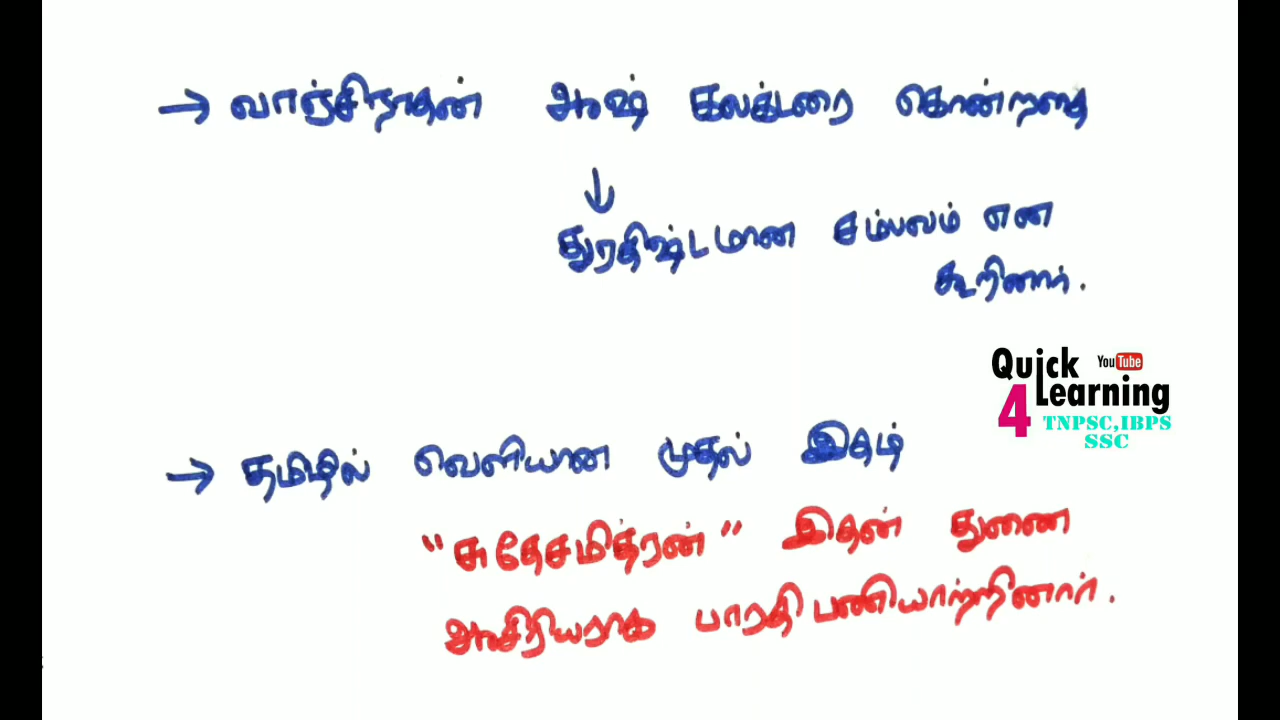 → வாஞ்சிநாதன் ஆஷ் கலக்டரை கொன்றதை
↓
துரதிஷ்டமான சம்பவம் என
கூறினார்.
Quick YouTube
4 Learning
TNPSC,IBPS
SSC
→ தமிழில் வெளியான முதல் இதழ்
"சுதேசமித்ரன்" இதன் துணை
ஆசிரியராக பாரதி பணியாற்றினார்.